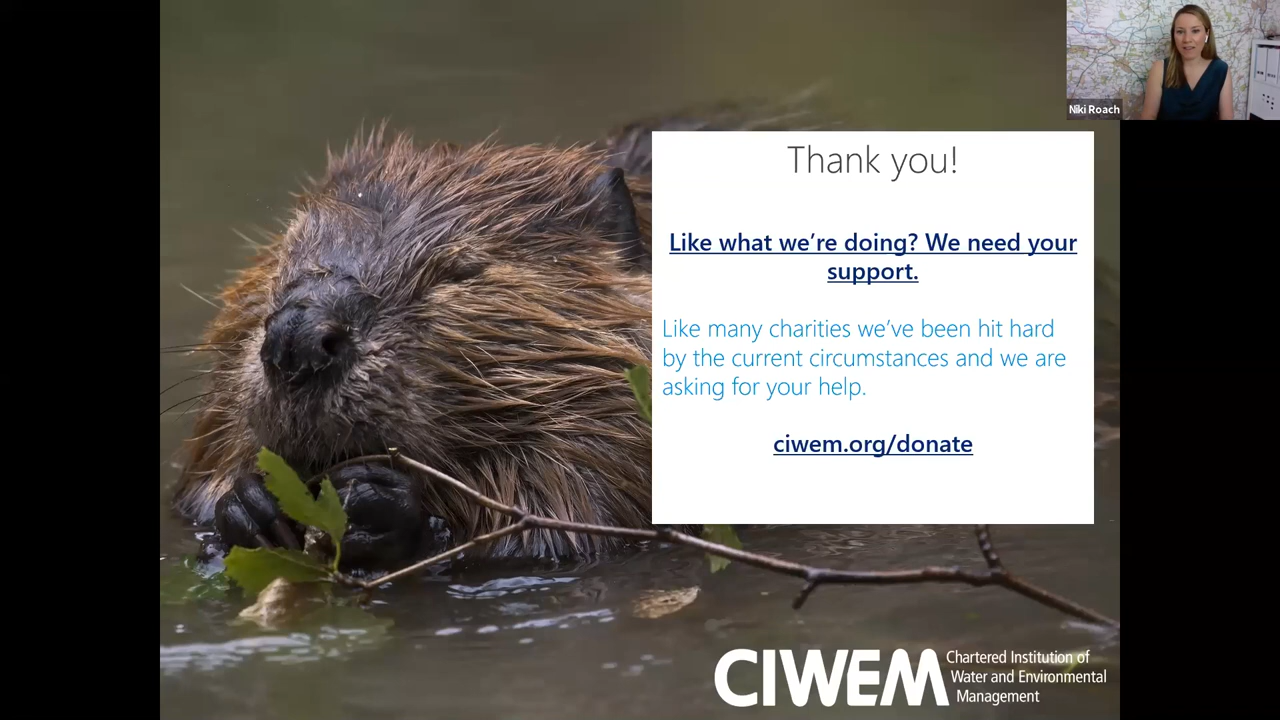 Niki Roach
Thank you!
Like what we're doing? We need your
support.
Like many charities we've been hit hard
by the current circumstances and we are
asking for your help.
ciwem.org/donate
CIWEM
Chartered Institution of
Water and Environmental
Management